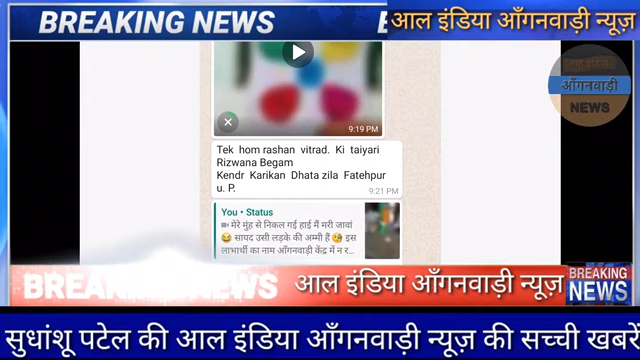 BREAKING NEWS
आल इंडिया आँगनवाड़ी न्यूज़
आँगनवाड़ी
NEWS
9:19 PM
Tek hom rashan vitrad. Ki taiyari
Rizwana Begam
Kendr Karikan Dhata zila Fatehpur
u. P.
9:21 PM
You • Status
मेरे मुंह से निकल गई हाई मैं मरी जावां
😂 सायद उसी लड़के की अम्मी हैं 🧐 इस
लाभार्थी का नाम आँगनवाड़ी केंद्र में न र...
BREAKING NEWS
आल इंडिया आँगनवाड़ी न्यूज़
BREAKING
NEWS
सुधांशू पटेल की आल इंडिया आँगनवाड़ी न्यूज़ की सच्ची खबरें